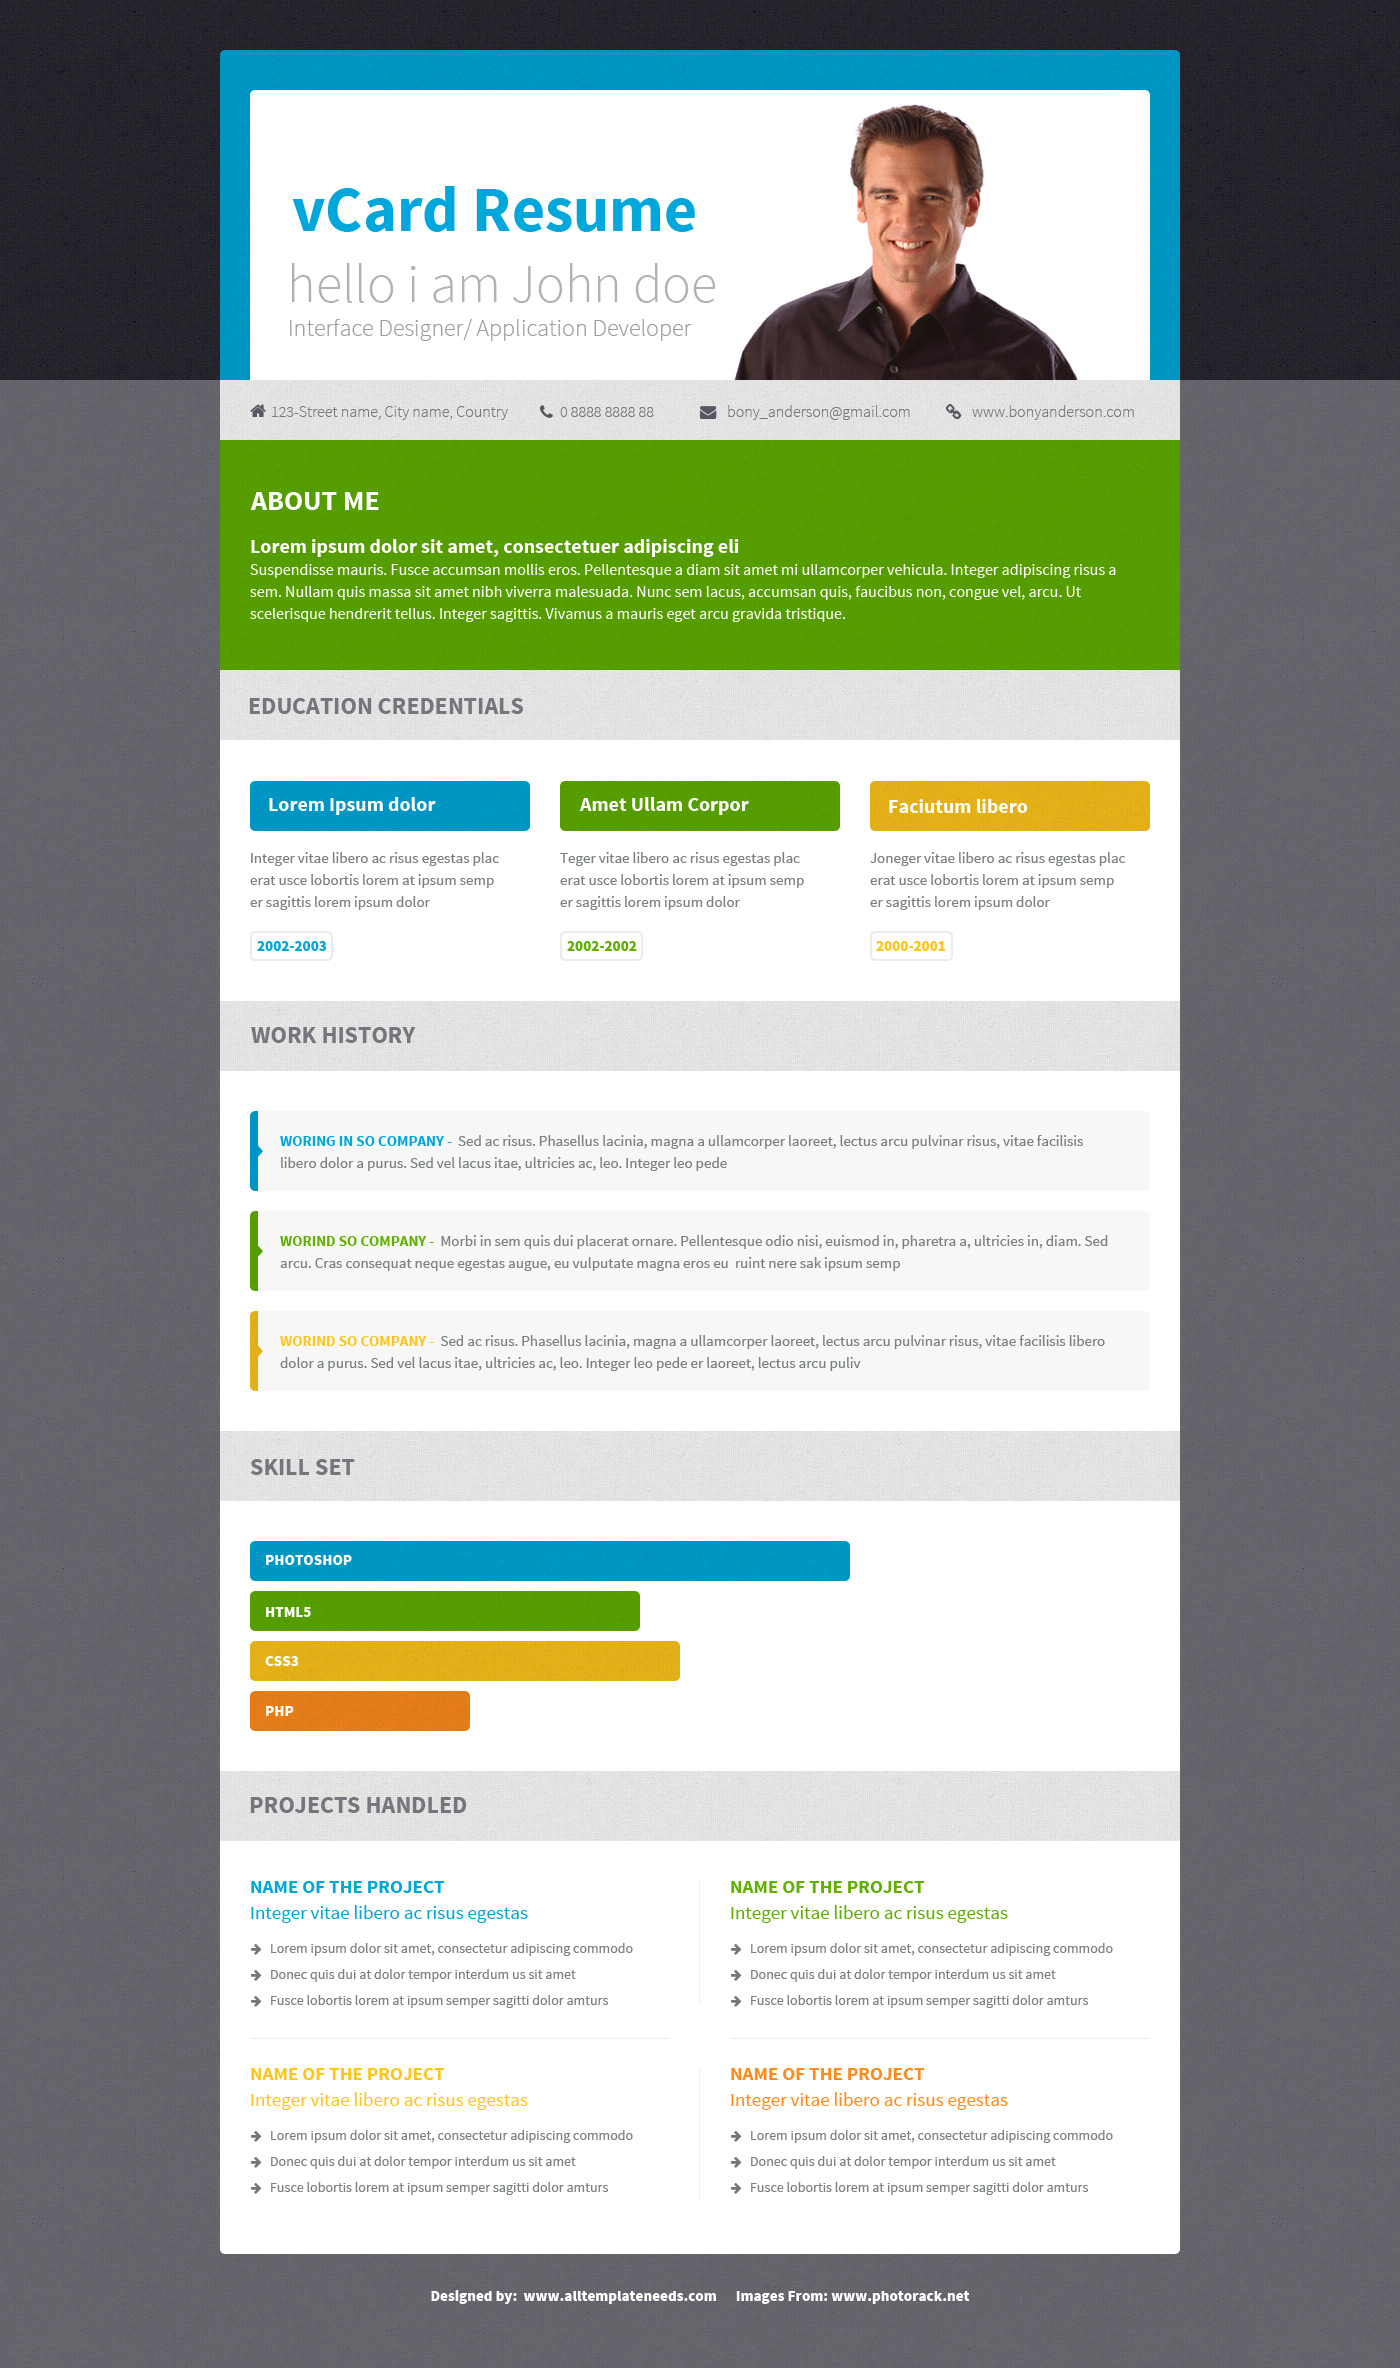 vCard Resume
hello i am John doe
Interface Designer/ Application Developer
123-Street name, City name, Country
0 8888 8888 88
bony_anderson@gmail.com
www.bonyanderson.com
ABOUT ME
Lorem ipsum dolor sit amet, consectetuer adipiscing eli
Suspendisse mauris. Fusce accumsan mollis eros. Pellentesque a diam sit amet mi ullamcorper vehicula. Integer adipiscing risus a
sem. Nullam quis massa sit amet nibh viverra malesuada. Nunc sem lacus, accumsan quis, faucibus non, congue vel, arcu. Ut
scelerisque hendrerit tellus. Integer sagittis. Vivamus a mauris eget arcu gravida tristique.
EDUCATION CREDENTIALS
Lorem Ipsum dolor
Integer vitae libero ac risus egestas plac
erat usce lobortis lorem at ipsum semp
er sagittis lorem ipsum dolor
2002-2003
Amet Ullam Corpor
Teger vitae libero ac risus egestas plac
erat usce lobortis lorem at ipsum semp
er sagittis lorem ipsum dolor
2002-2002
Faciutum libero
Joneger vitae libero ac risus egestas plac
erat usce lobortis lorem at ipsum semp
er sagittis lorem ipsum dolor
2000-2001
WORK HISTORY
WORING IN SO COMPANY - Sed ac risus. Phasellus lacinia, magna a ullamcorper laoreet, lectus arcu pulvinar risus, vitae facilisis
libero dolor a purus. Sed vel lacus itae, ultricies ac, leo. Integer leo pede
WORIND SO COMPANY - Morbi in sem quis dui placerat ornare. Pellentesque odio nisi, euismod in, pharetra a, ultricies in, diam. Sed
arcu. Cras consequat neque egestas augue, eu vulputate magna eros eu ruint nere sak ipsum semp
WORIND SO COMPANY - Sed ac risus. Phasellus lacinia, magna a ullamcorper laoreet, lectus arcu pulvinar risus, vitae facilisis libero
dolor a purus. Sed vel lacus itae, ultricies ac, leo. Integer leo pede er laoreet, lectus arcu puliv
SKILL SET
PHOTOSHOP
HTML5
CSS3
PHP
PROJECTS HANDLED
NAME OF THE PROJECT
Integer vitae libero ac risus egestas
Lorem ipsum dolor sit amet, consectetur adipiscing commodo
Donec quis dui at dolor tempor interdum us sit amet
Fusce lobortis lorem at ipsum semper sagitti dolor amturs
NAME OF THE PROJECT
Integer vitae libero ac risus egestas
Lorem ipsum dolor sit amet, consectetur adipiscing commodo
Donec quis dui at dolor tempor interdum us sit amet
Fusce lobortis lorem at ipsum semper sagitti dolor amturs
NAME OF THE PROJECT
Integer vitae libero ac risus egestas
Lorem ipsum dolor sit amet, consectetur adipiscing commodo
Donec quis dui at dolor tempor interdum us sit amet
Fusce lobortis lorem at ipsum semper sagitti dolor amturs
NAME OF THE PROJECT
Integer vitae libero ac risus egestas
Lorem ipsum dolor sit amet, consectetur adipiscing commodo
Donec quis dui at dolor tempor interdum us sit amet
Fusce lobortis lorem at ipsum semper sagitti dolor amturs
Designed by: www.alltemplateneeds.com Images From: www.photorack.net